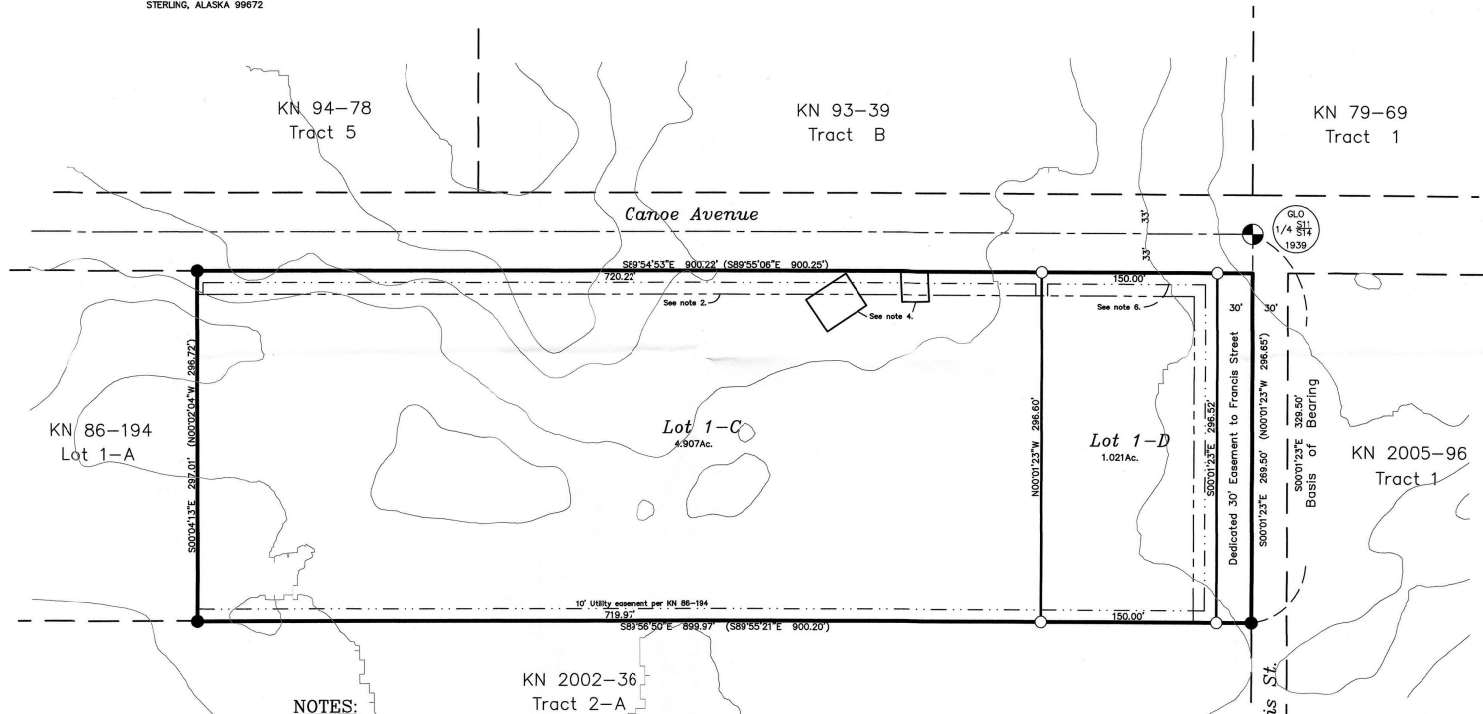 STERLING, ALASKA 99672
KN 94-78
Tract 5
KN 93-39
Tract B
KN 79-69
Tract 1
Canoe Avenue
33'
33'
GLO
1/4 S11
S14
1939
S89°54'53"E 900.22' (S89°55'06"E 900.25')
720.22'
150.00'
See note 2.
See note 4.
See note 6.
30'
30'
S00°04'13"E 297.01' (N00°02'04"W 296.72')
KN 86-194
Lot 1-A
Lot 1-C
4.907Ac.
N00°01'23"W 296.60'
Lot 1-D
1.021Ac.
S00°01'23"E 296.52'
Dedicated 30' Easement to Francis Street
S00°01'23"E 269.50' (N00°01'23"W 296.65')
S00°01'23"E 329.50'
Basis of Bearing
KN 2005-96
Tract 1
10' Utility easement per KN 86-194
719.97'
150.00'
S89°56'50"E 899.97' (S89°55'21"E 900.20')
KN 2002-36
Tract 2-A
NOTES:
is St.